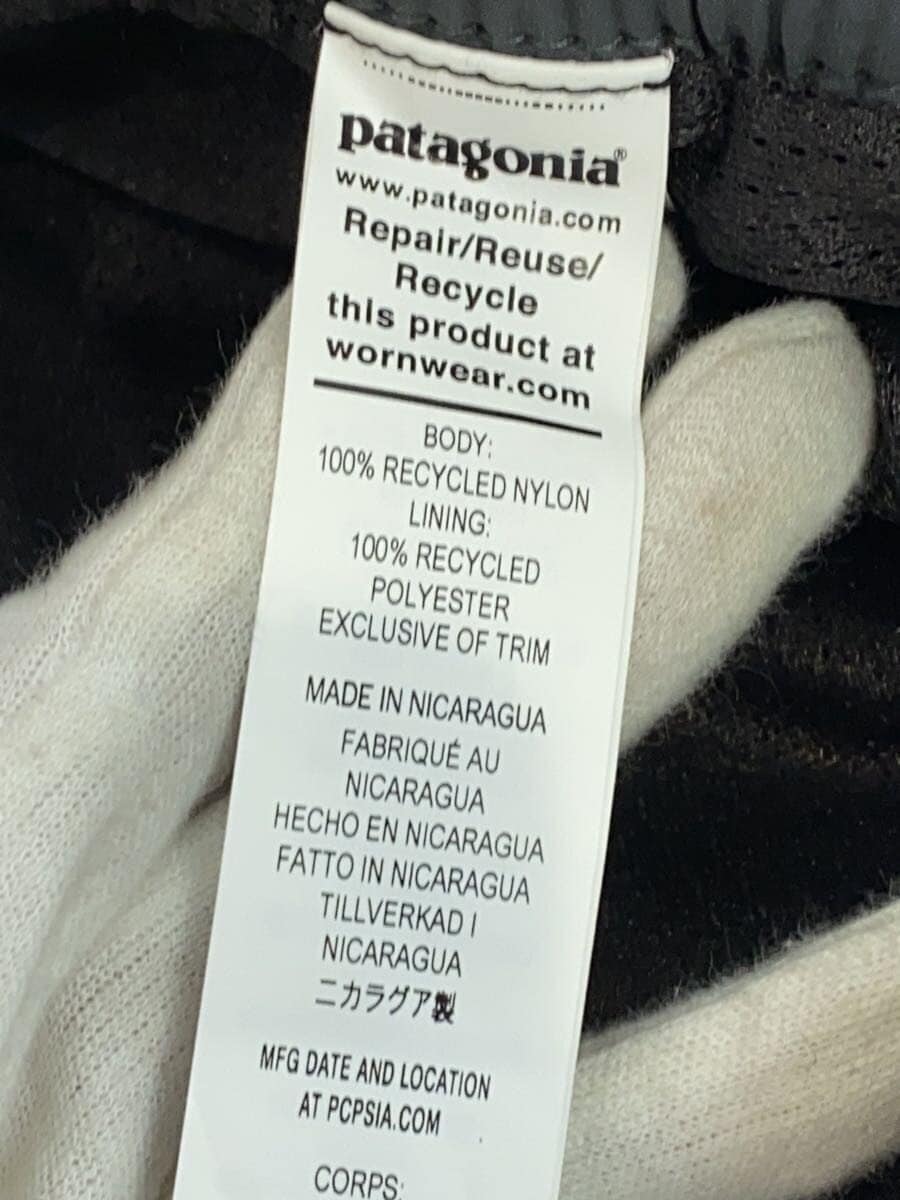 patagonia®
www.patagonia.com
Repair/Reuse/
Recycle
this product at
wornwear.com
BODY:
100% RECYCLED NYLON
LINING:
100% RECYCLED
POLYESTER
EXCLUSIVE OF TRIM
MADE IN NICARAGUA
FABRIQUÉ AU
NICARAGUA
HECHO EN NICARAGUA
FATTO IN NICARAGUA
TILLVERKAD I
NICARAGUA
ニカラグア製
MFG DATE AND LOCATION
AT PCPSIA.COM
CORPS: